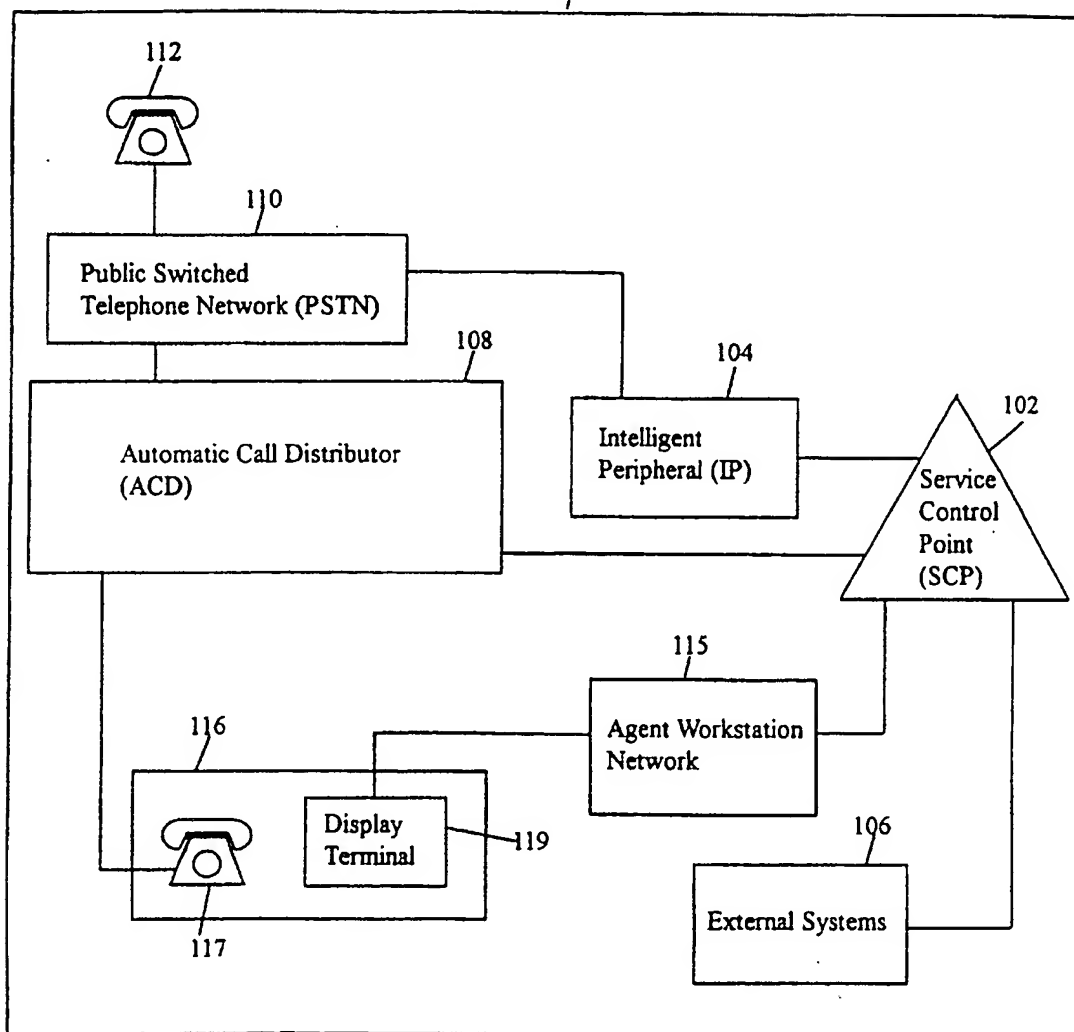 112
110
Public Switched
Telephone Network (PSTN)
108
Automatic Call Distributor
(ACD)
104
Intelligent
Peripheral (IP)
102
Service
Control
Point
(SCP)
115
Agent Workstation
Network
116
Display
Terminal
119
117
106
External Systems